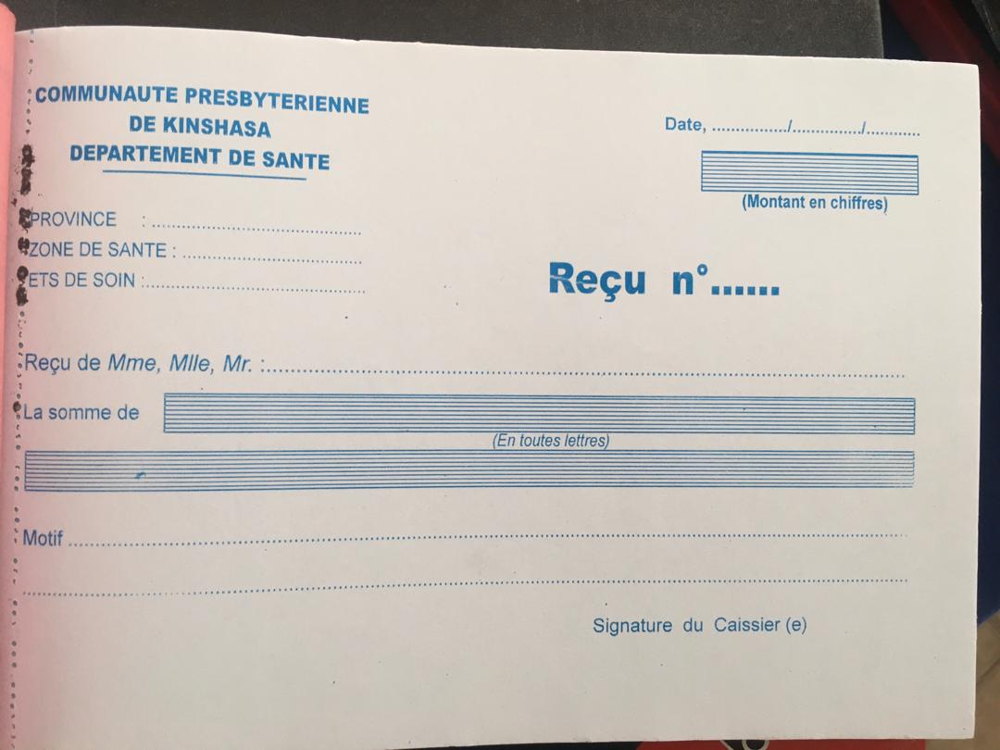 COMMUNAUTE PRESBYTERIENNE
DE KINSHASA
DEPARTEMENT DE SANTE
Date, ................/................/............
(Montant en chiffres)
PROVINCE : ................................................
ZONE DE SANTE : ........................................
ETS DE SOIN :................................................
Reçu n°......
Reçu de Mme, Mlle, Mr. :................................................................
La somme de
(En toutes lettres)
Motif ................................................................
................................................................
Signature du Caissier (e)